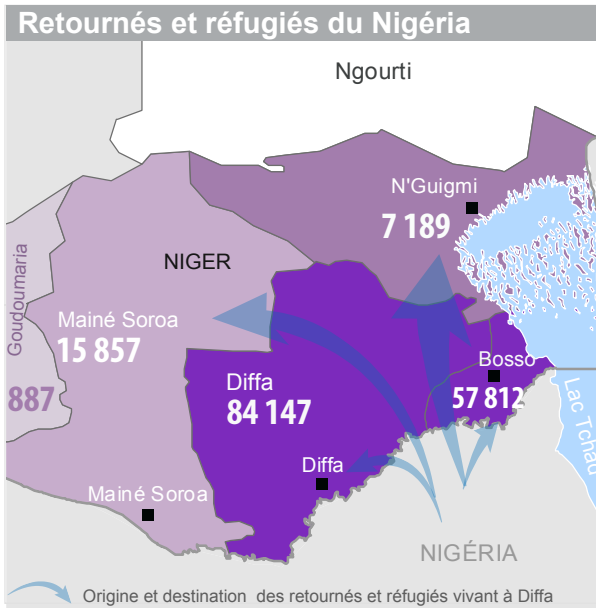 Retournés et réfugiés du Nigéria
Ngourti
N'Guigmi
7 189
NIGER
Goudoumaria
887
Mainé Soroa
15 857
Diffa
84 147
Bosso
57 812
Lac Tchad
Diffa
Mainé Soroa
NIGÉRIA
Origine et destination des retournés et réfugiés vivant à Diffa